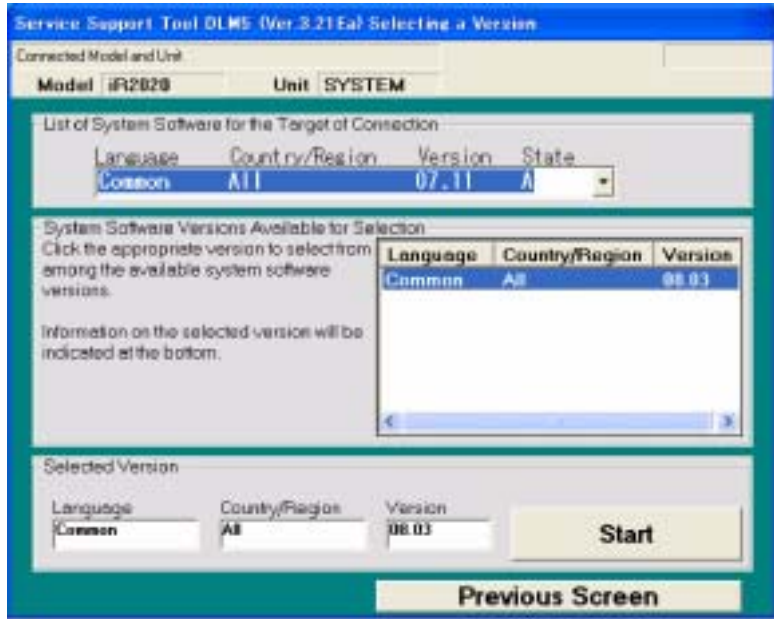 Service Support Tool DLM5 (Ver.3.21Ea) Selecting a Version
Connected Model and Unit
Model iR2020 Unit SYSTEM
List of System Software for the Target of Connection
Language Country/Region Version State
Common All 07.11 A
System Software Versions Available for Selection
Click the appropriate version to select from
among the available system software
versions.
Information on the selected version will be
indicated at the bottom.
Language Country/Region Version
Common All 08.03
Selected Version
Language Country/Region Version
Common All 08.03
Start
Previous Screen